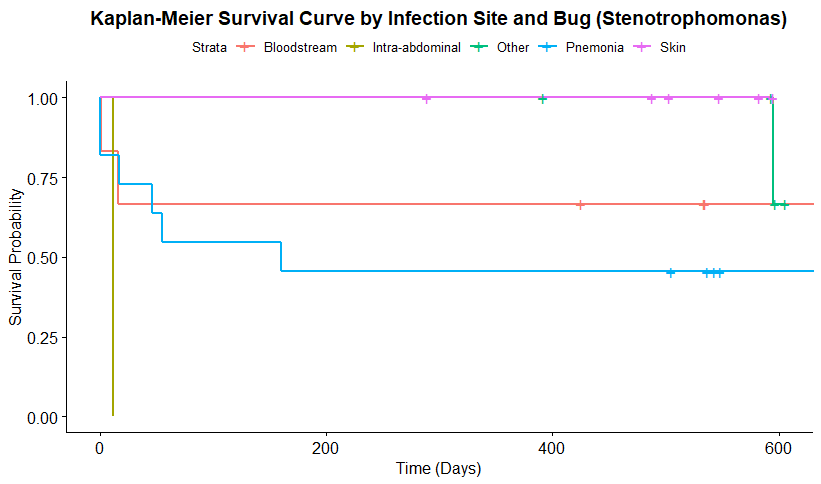 Kaplan-Meier Survival Curve by Infection Site and Bug (Stenotrophomonas)
Strata Bloodstream Intra-abdominal Other Pnemonia Skin
1.00
0.75
0.50
0.25
0.00
Survival Probability
0 200 400 600
Time (Days)